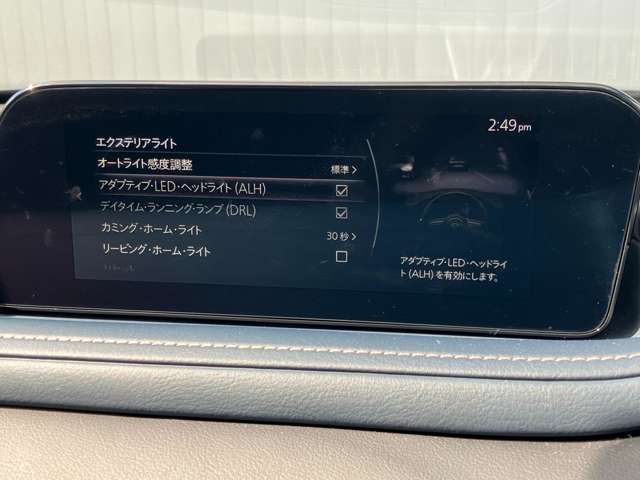 2:49 pm
エクステリアライト
オートライト感度調整 標準 >
アダプティブ・LED・ヘッドライト (ALH)
デイタイム・ランニング・ランプ (DRL)
カミング・ホーム・ライト 30 秒 >
リービング・ホーム・ライト
アダプティブ・LED・ヘッドライ
ト (ALH) を有効にします。